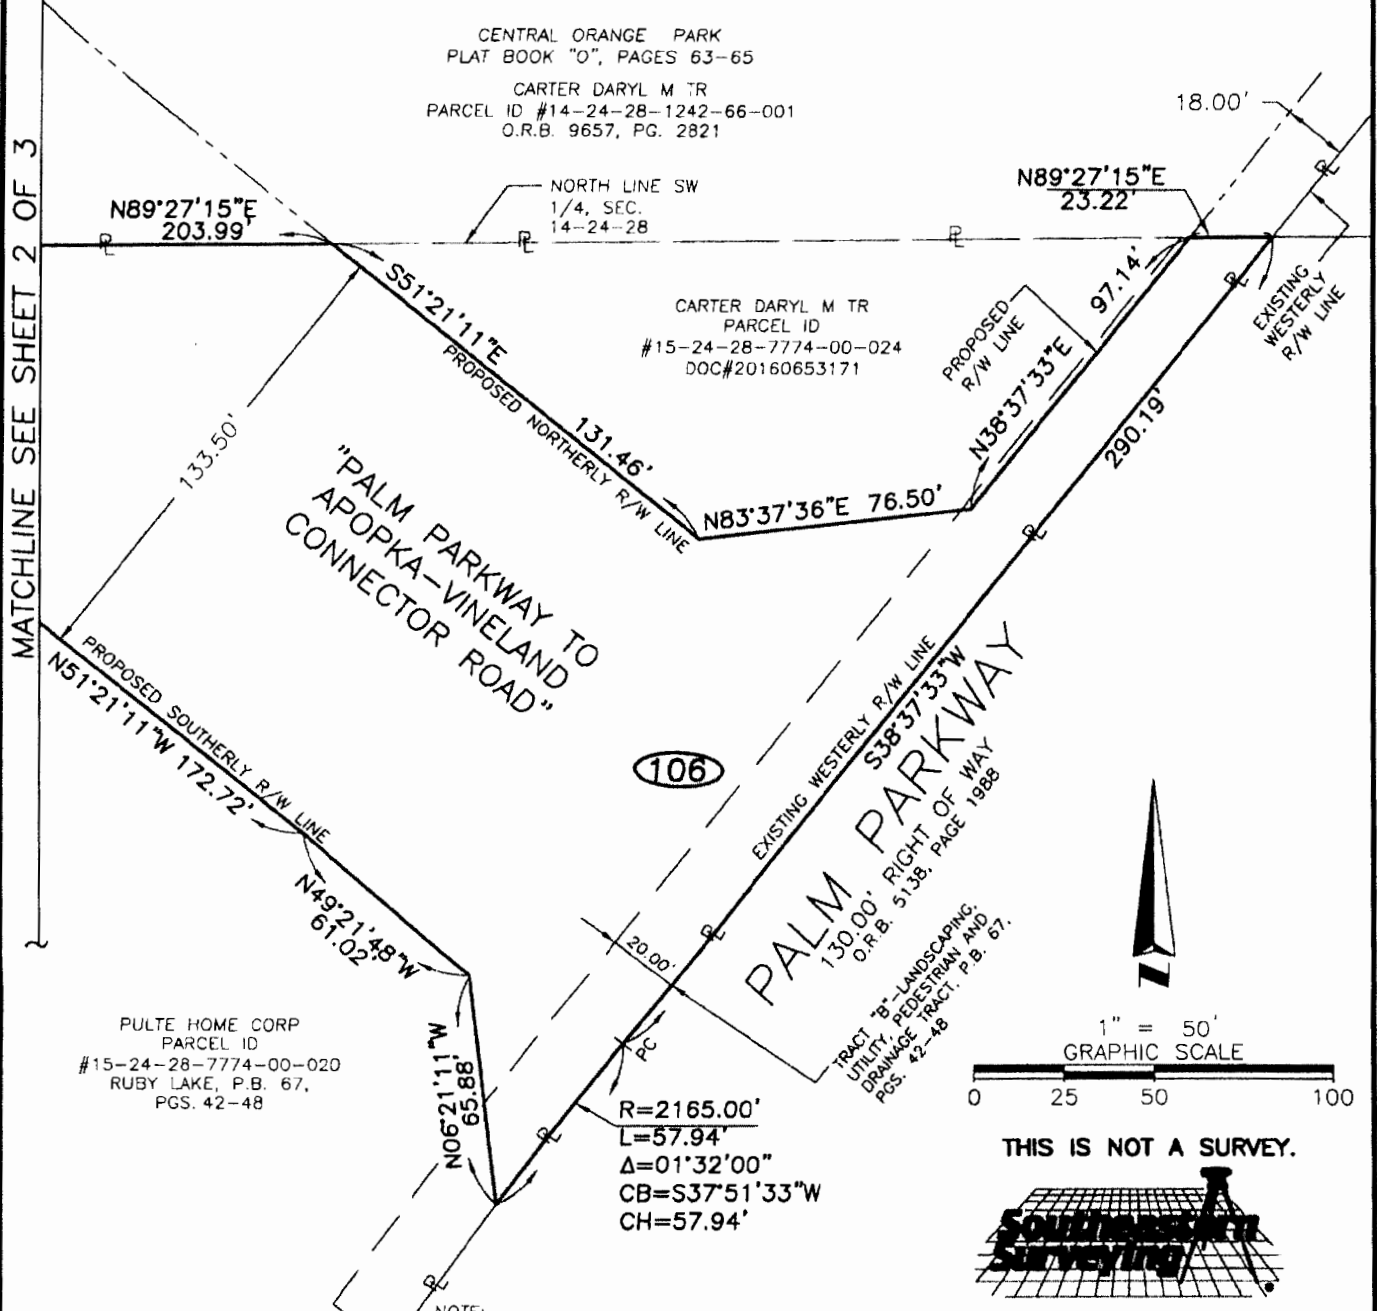 CENTRAL ORANGE PARK
PLAT BOOK "O", PAGES 63-65
CARTER DARYL M TR
PARCEL ID #14-24-28-1242-66-001
O.R.B. 9657, PG. 2821
18.00'
MATCHLINE SEE SHEET 2 OF 3
N89°27'15"E
203.99'
NORTH LINE SW
1/4, SEC.
14-24-28
N89°27'15"E
23.22'
S51°21'11"E
131.46'
PROPOSED NORTHERLY R/W LINE
CARTER DARYL M TR
PARCEL ID
#15-24-28-7774-00-024
DOC#20160653171
PROPOSED
R/W LINE
N38°37'33"E
97.14'
EXISTING
WESTERLY
R/W LINE
290.19'
133.50'
N83°37'36"E 76.50'
"PALM PARKWAY TO
APOPKA-VINELAND
CONNECTOR ROAD"
PROPOSED SOUTHERLY R/W LINE
N51°21'11"W 172.72'
106
EXISTING WESTERLY R/W LINE
S38°37'33"W
PALM PARKWAY
130.00' RIGHT OF WAY
O.R.B. 5138, PAGE 1988
N49°21'48"W
61.02'
20.00'
TRACT "B"-LANDSCAPING,
UTILITY, PEDESTRIAN AND
DRAINAGE TRACT, P.B. 67,
PGS. 42-48
PULTE HOME CORP
PARCEL ID
#15-24-28-7774-00-020
RUBY LAKE, P.B. 67,
PGS. 42-48
N06°21'11"W
65.88'
PC
R=2165.00'
L=57.94'
Δ=01°32'00"
CB=S37°51'33"W
CH=57.94'
N
1" = 50'
GRAPHIC SCALE
0 25 50 100
THIS IS NOT A SURVEY.
Southeastern
Surveying
NOTE: